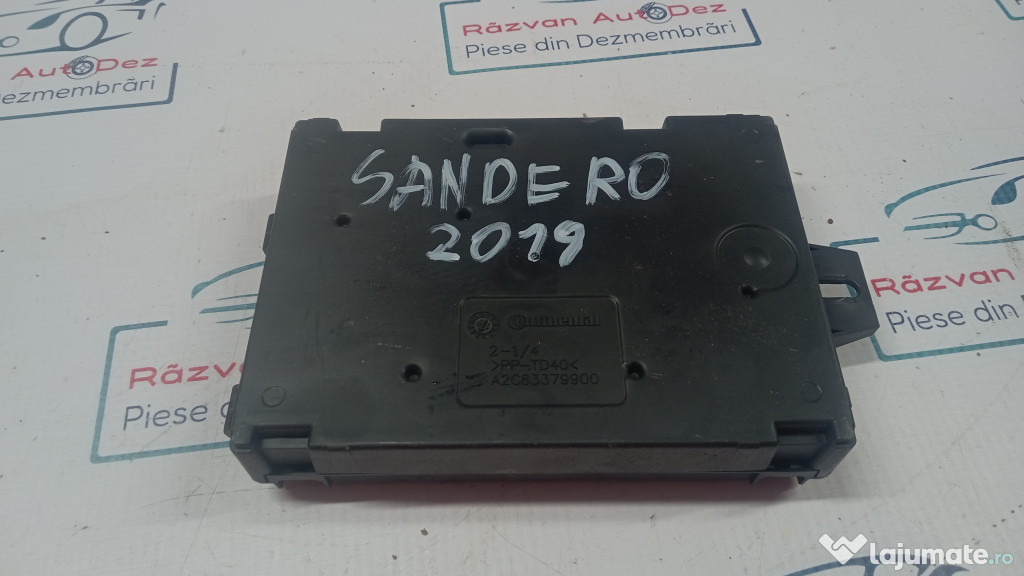 Răzvan AutoDez
Piese din Dezmembrări
AutoDez
Dezmembrări
SANDERO
2019
Răzvan
Piese din
Continental
2-1/4
>PP-TD40<
A2C83379900
Răzvan
Piese
lajumate.ro